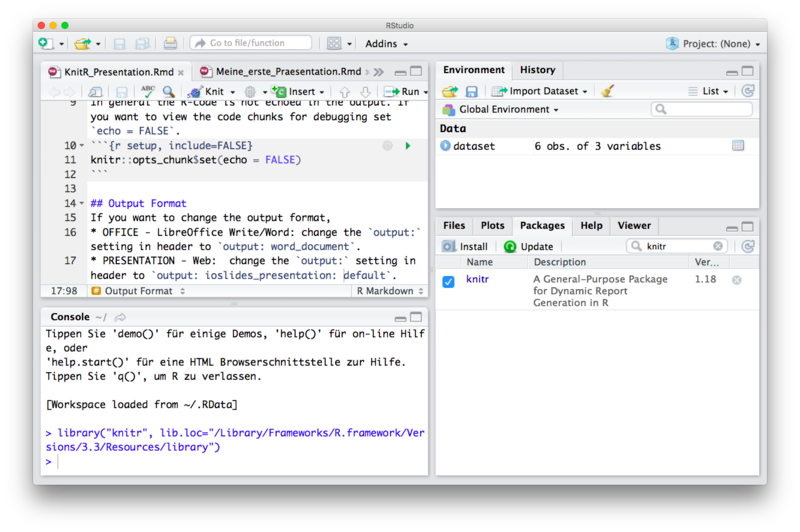 RStudio
Go to file/function
Addins
Project: (None)
KnitR_Presentation.Rmd
Meine_erste_Praesentation.Rmd
ABC
Knit
Insert
Run
9 In general the R-code is not echoed in the output. If
you want to view the code chunks for debugging set
`echo = FALSE`.
10 ```{r setup, include=FALSE}
11 knitr::opts_chunk$set(echo = FALSE)
12 ```
13
14 ## Output Format
15 If you want to change the output format,
16 * OFFICE - LibreOffice Write/Word: change the `output:`
setting in header to `output: word_document`.
17 * PRESENTATION - Web:  change the `output:` setting in
header to `output: ioslides_presentation: default`.
17:98
Output Format
R Markdown
Console ~/
Tippen Sie 'demo()' für einige Demos, 'help()' für on-line Hilf
e, oder
'help.start()' für eine HTML Browserschnittstelle zur Hilfe.
Tippen Sie 'q()', um R zu verlassen.
[Workspace loaded from ~/.RData]
> library("knitr", lib.loc="/Library/Frameworks/R.framework/Ver
sions/3.3/Resources/library")
>
Environment
History
Import Dataset
List
Global Environment
Data
dataset 6 obs. of 3 variables
Files
Plots
Packages
Help
Viewer
Install
Update
knitr
Name
Description
Ver...
knitr
A General-Purpose Package
for Dynamic Report
Generation in R
1.18